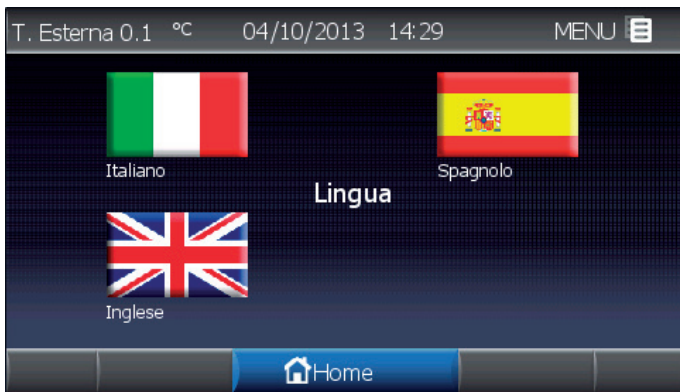 T. Esterna 0.1 °C 04/10/2013 14:29 MENU
Italiano
Spagnolo
Lingua
Inglese
Home